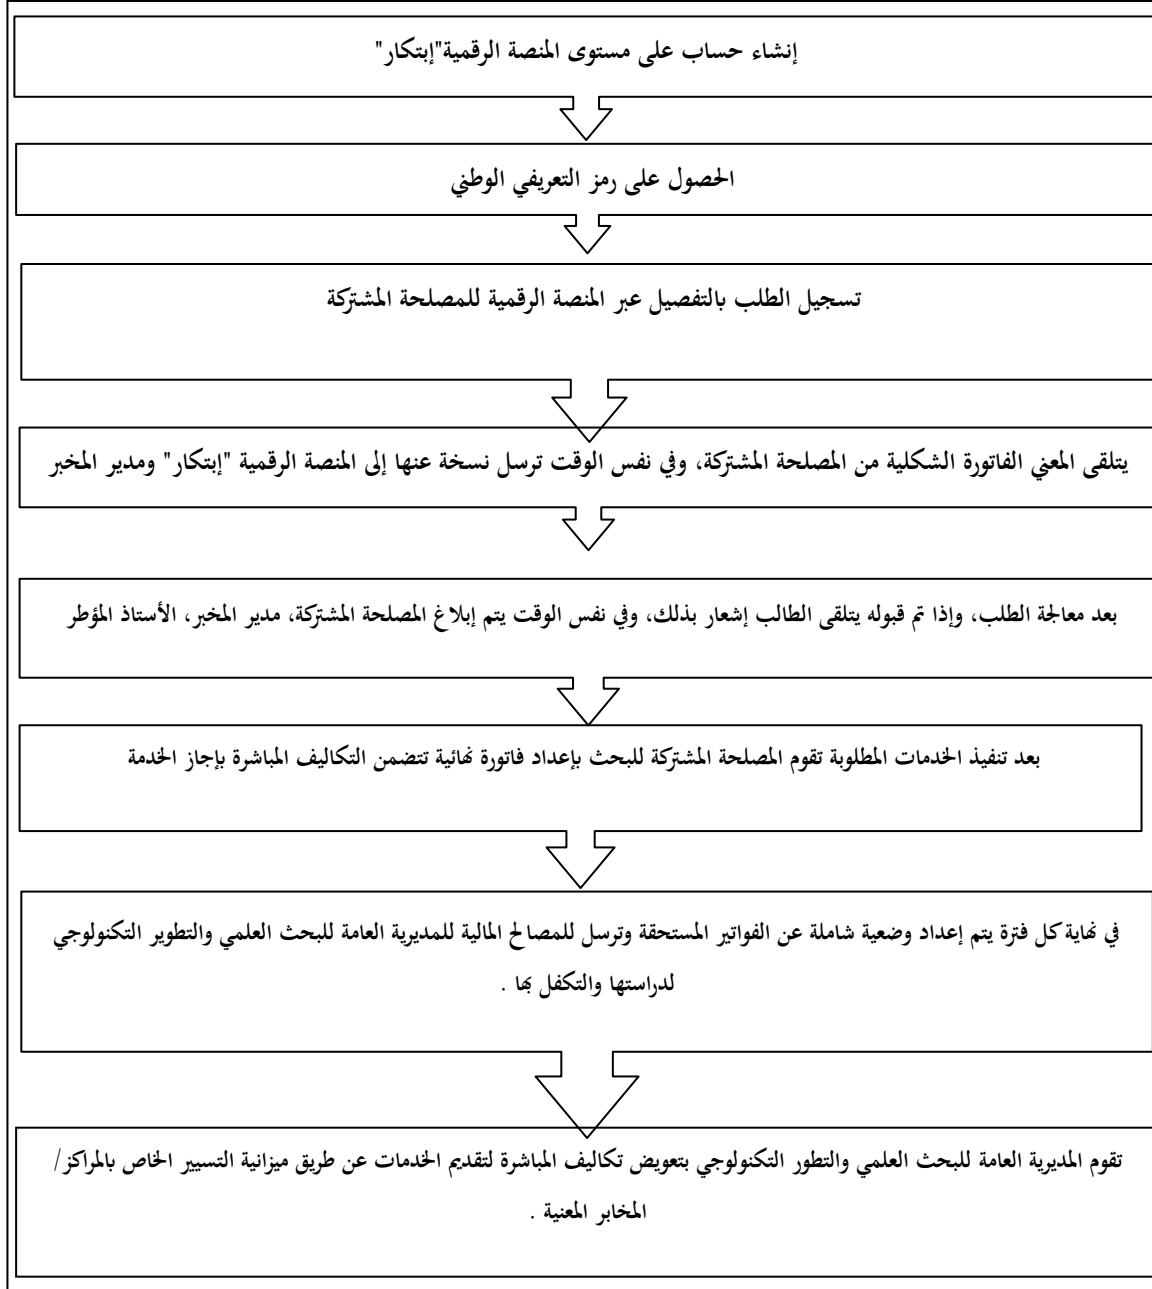 إنشاء حساب على مستوى المنصة الرقمية"إبتكار"
الحصول على رمز التعريفي الوطني
تسجيل الطلب بالتفصيل عبر المنصة الرقمية للمصلحة المشتركة
يتلقى المعني الفاتورة الشكلية من المصلحة المشتركة، وفي نفس الوقت ترسل نسخة عنها إلى المنصة الرقمية "إبتكار" ومدير المخبر
بعد معالجة الطلب، وإذا تم قبوله يتلقى الطالب إشعار بذلك، وفي نفس الوقت يتم إبلاغ المصلحة المشتركة، مدير المخبر، الأستاذ المؤطر
بعد تنفيذ الخدمات المطلوبة تقوم المصلحة المشتركة للبحث بإعداد فاتورة نهائية تتضمن التكاليف المباشرة بإجاز الخدمة
في نهاية كل فترة يتم إعداد وضعية شاملة عن الفواتير المستحقة وترسل للمصالح المالية للمديرية العامة للبحث العلمي والتطوير التكنولوجي
لدراستها والتكفل بها .
تقوم المديرية العامة للبحث العلمي والتطور التكنولوجي بتعويض تكاليف المباشرة لتقديم الخدمات عن طريق ميزانية التسيير الخاص بالمراكز/
المخابر المعنية .